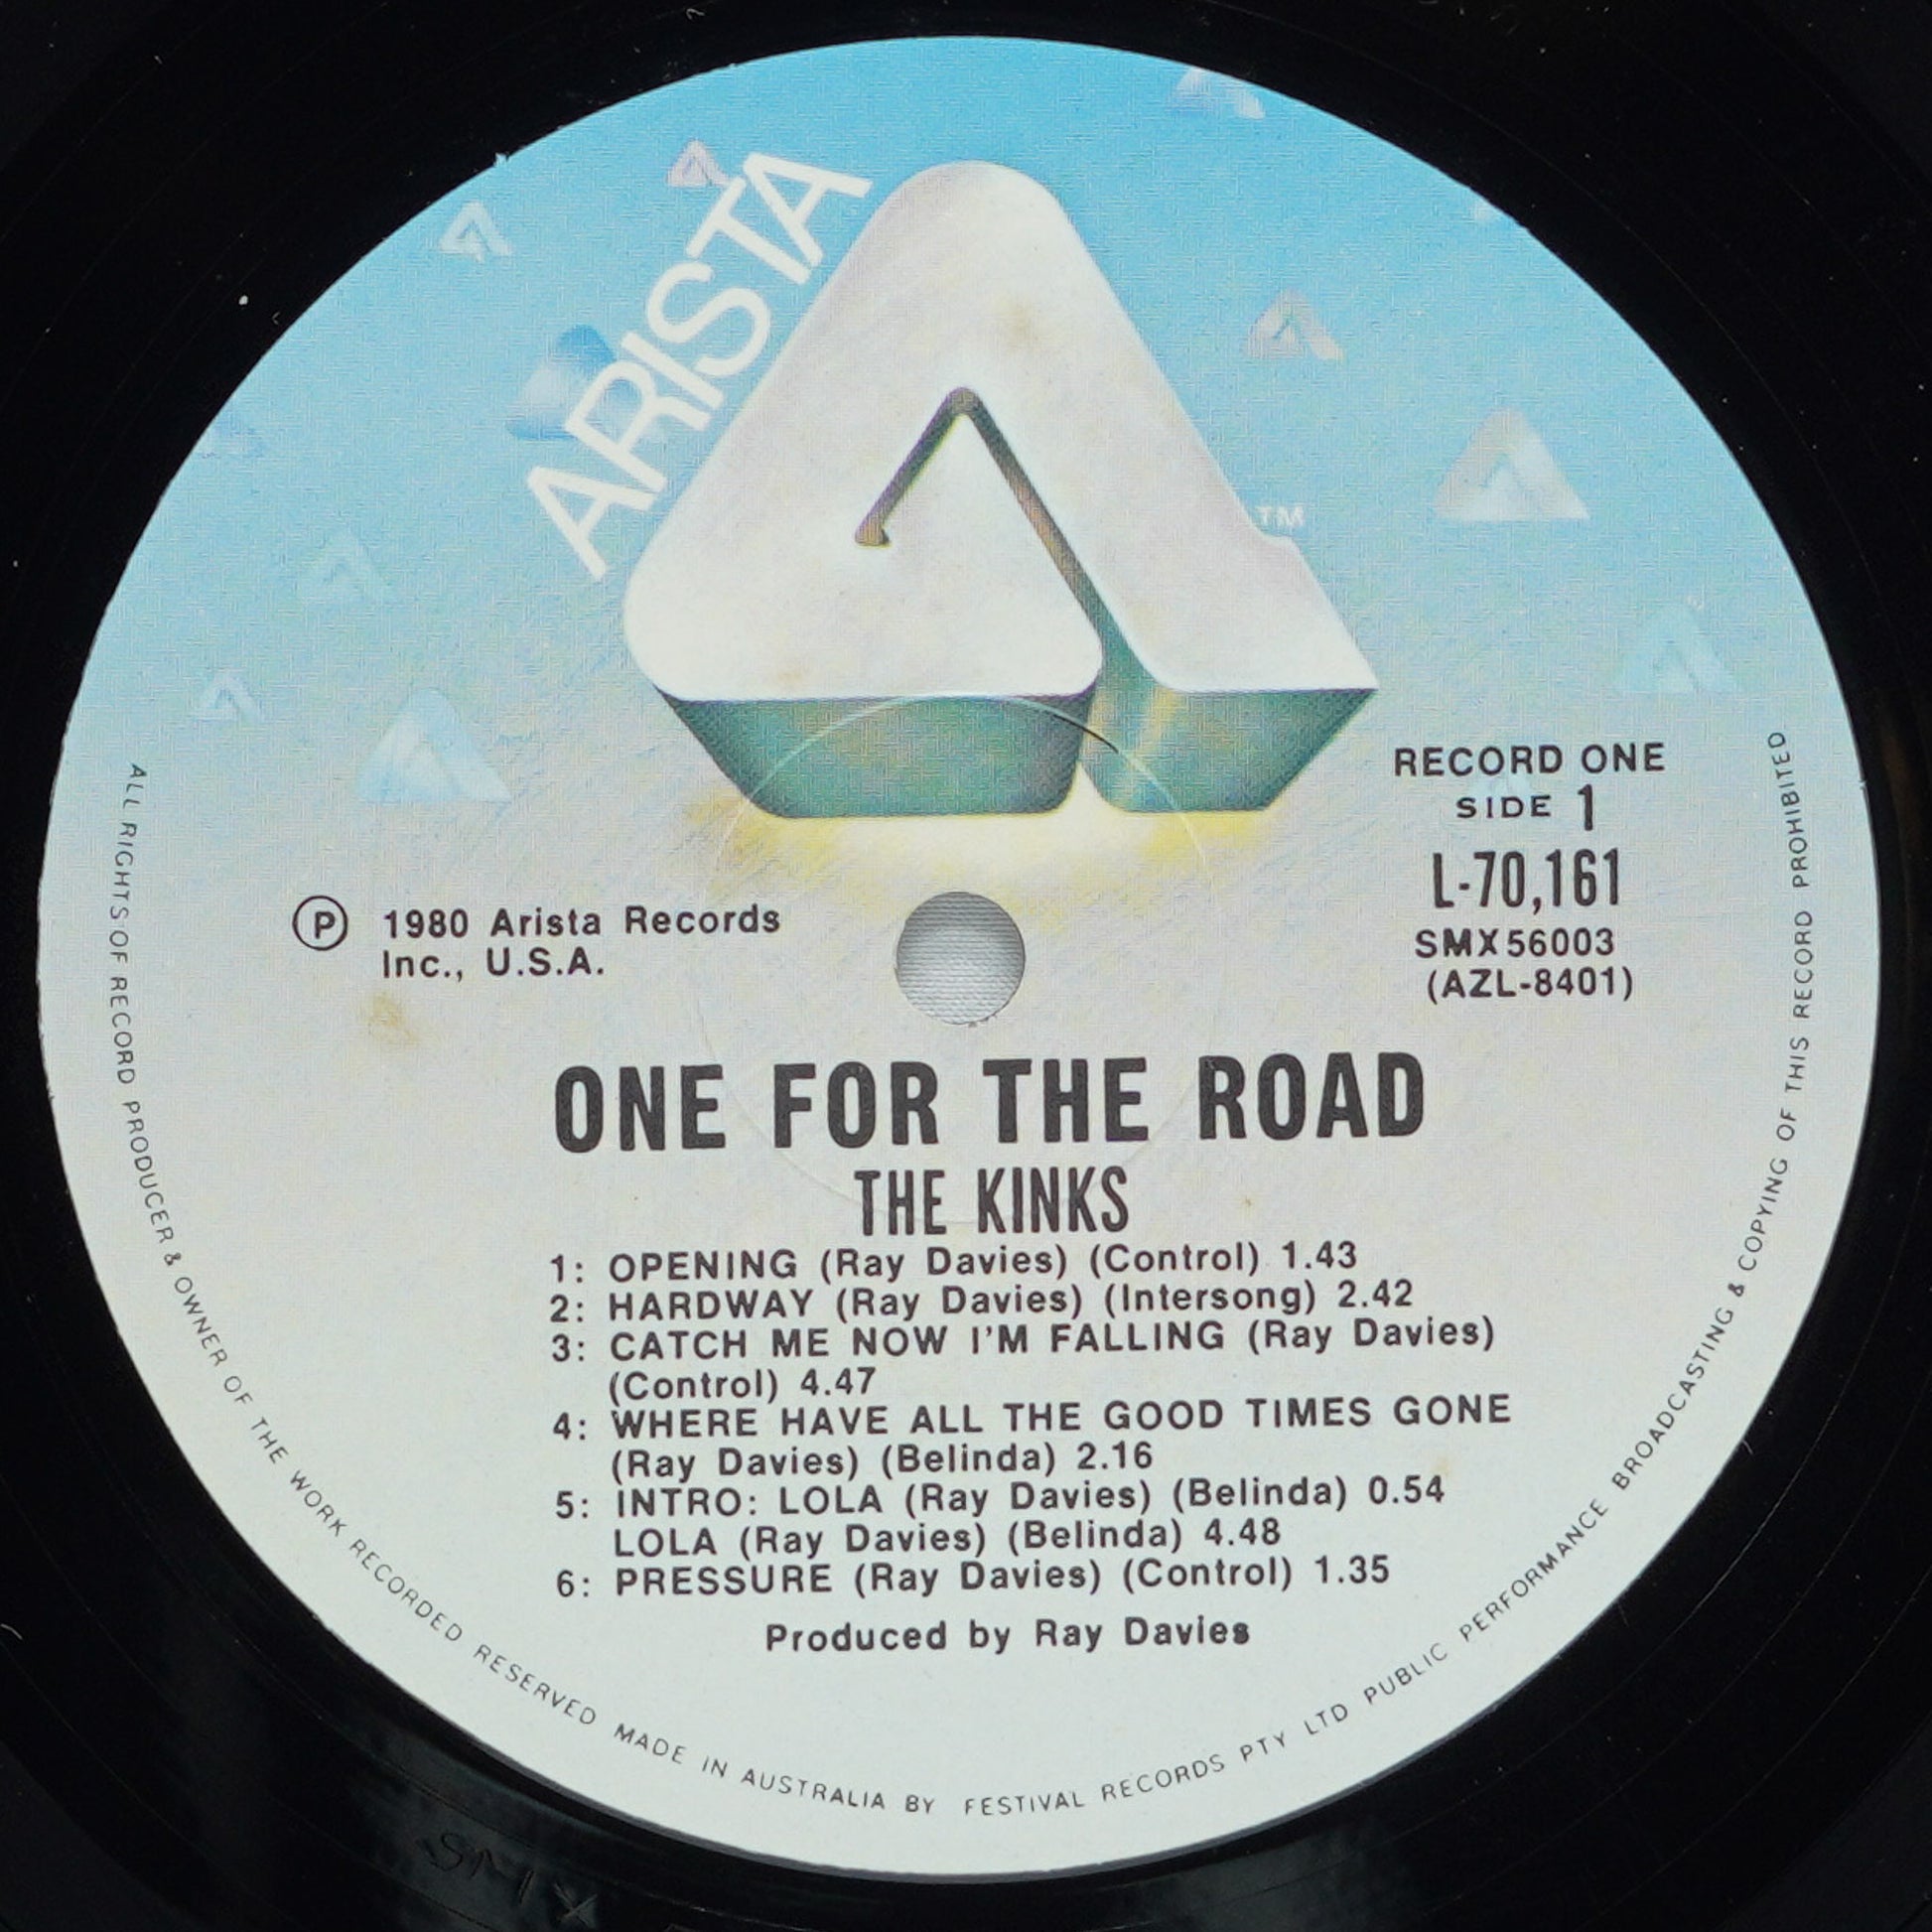 ARISTA
TM
RECORD ONE
SIDE 1
L-70,161
SMX56003
(AZL-8401)
Ⓟ 1980 Arista Records
Inc., U.S.A.
ONE FOR THE ROAD
THE KINKS
1: OPENING (Ray Davies) (Control) 1.43
2: HARDWAY (Ray Davies) (Intersong) 2.42
3: CATCH ME NOW I'M FALLING (Ray Davies)
(Control) 4.47
4: WHERE HAVE ALL THE GOOD TIMES GONE
(Ray Davies) (Belinda) 2.16
5: INTRO: LOLA (Ray Davies) (Belinda) 0.54
LOLA (Ray Davies) (Belinda) 4.48
6: PRESSURE (Ray Davies) (Control) 1.35
Produced by Ray Davies
ALL RIGHTS OF RECORD PRODUCER & OWNER OF THE WORK RECORDED RESERVED MADE IN AUSTRALIA BY FESTIVAL RECORDS PTY LTD PUBLIC PERFORMANCE BROADCASTING & COPYING OF THIS RECORD PROHIBITED
SMX